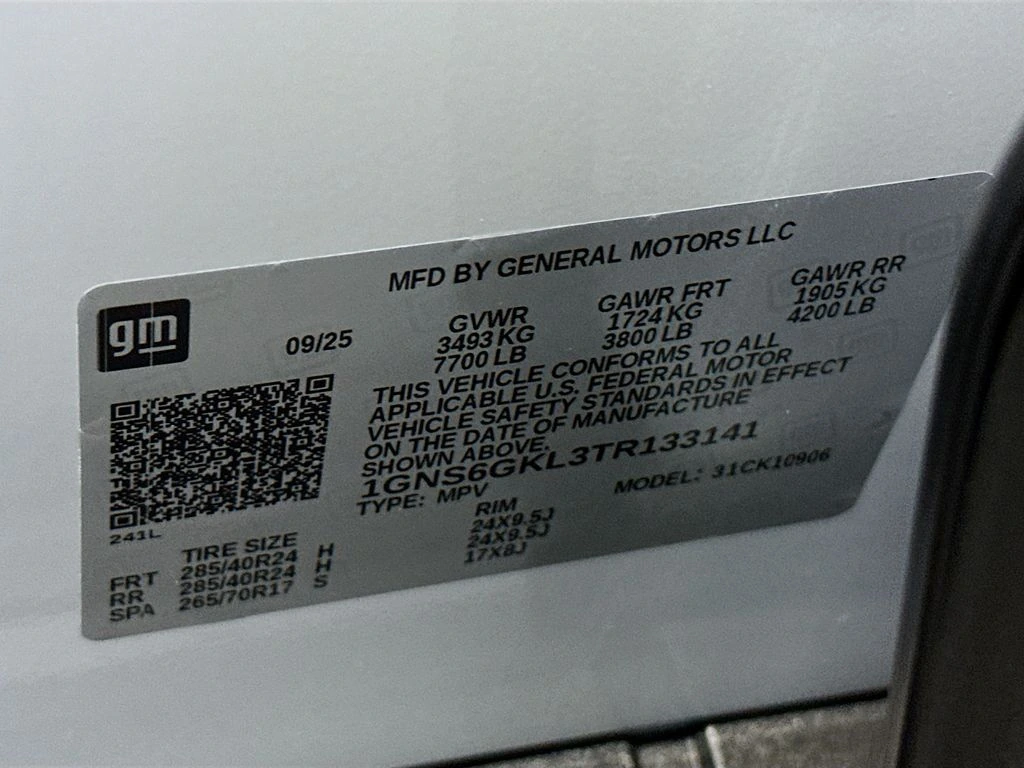 MFD BY GENERAL MOTORS LLC
gm
09/25
GVWR
3493 KG
7700 LB
GAWR FRT
1724 KG
3800 LB
GAWR RR
1905 KG
4200 LB
THIS VEHICLE CONFORMS TO ALL
APPLICABLE U.S. FEDERAL MOTOR
VEHICLE SAFETY STANDARDS IN EFFECT
ON THE DATE OF MANUFACTURE
SHOWN ABOVE.
1GNS6GKL3TR133141
TYPE: MPV
MODEL: 31CK10906
241L
TIRE SIZE
RIM
FRT 285/40R24 H 24X9.5J
RR 285/40R24 H 24X9.5J
SPA 265/70R17 S 17X8J